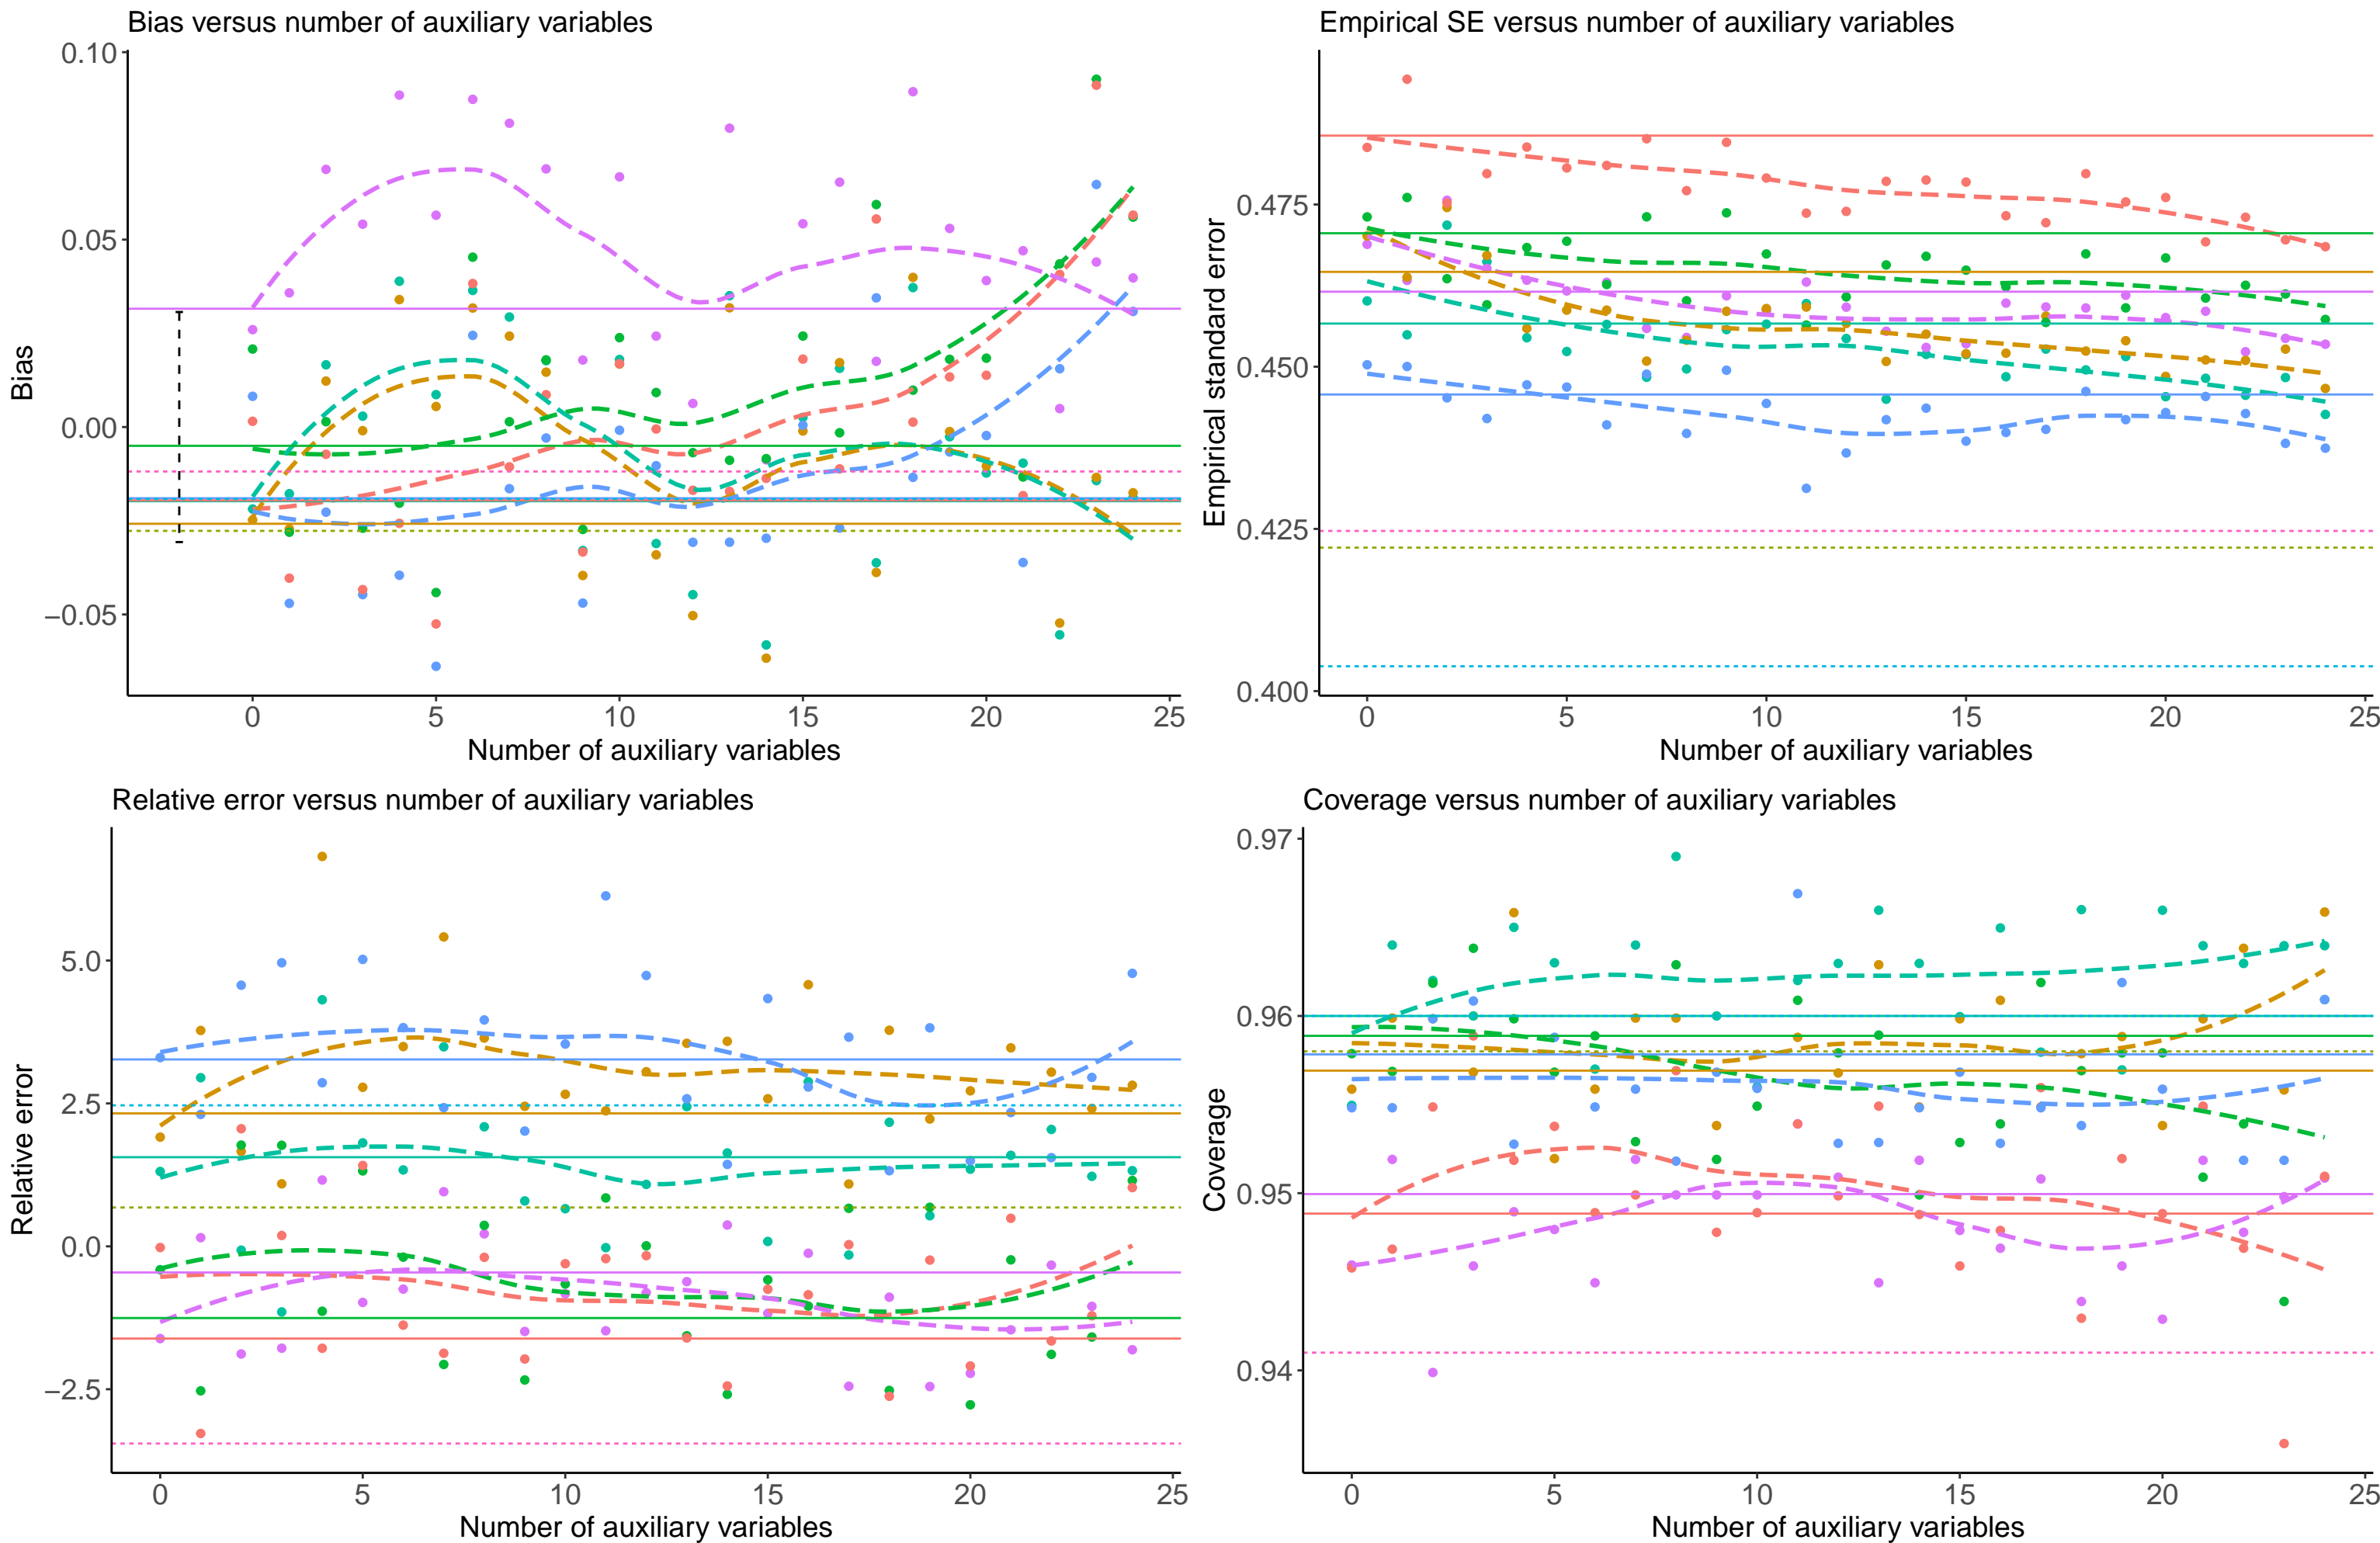 Bias versus number of auxiliary variables
0.10
0.05
0.00
−0.05
Bias
0 5 10 15 20 25
Number of auxiliary variables
Empirical SE versus number of auxiliary variables
0.475
0.450
0.425
0.400
Empirical standard error
0 5 10 15 20 25
Number of auxiliary variables
Relative error versus number of auxiliary variables
5.0
2.5
0.0
−2.5
Relative error
0 5 10 15 20 25
Number of auxiliary variables
Coverage versus number of auxiliary variables
0.97
0.96
0.95
0.94
Coverage
0 5 10 15 20 25
Number of auxiliary variables